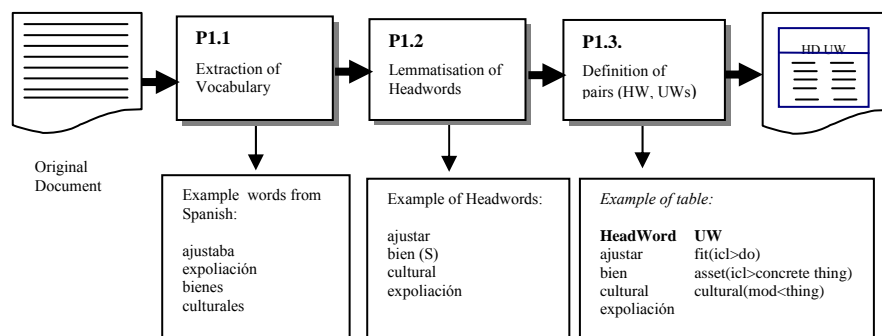 P1.1
Extraction of
Vocabulary
P1.2
Lemmatisation of
Headwords
P1.3.
Definition of
pairs (HW, UWs)
HD UW
Original
Document
Example words from
Spanish:
ajustaba
expoliación
bienes
culturales
Example of Headwords:
ajustar
bien (S)
cultural
expoliación
Example of table:
HeadWord UW
ajustar fit(icl>do)
bien asset(icl>concrete thing)
cultural cultural(mod<thing)
expoliación